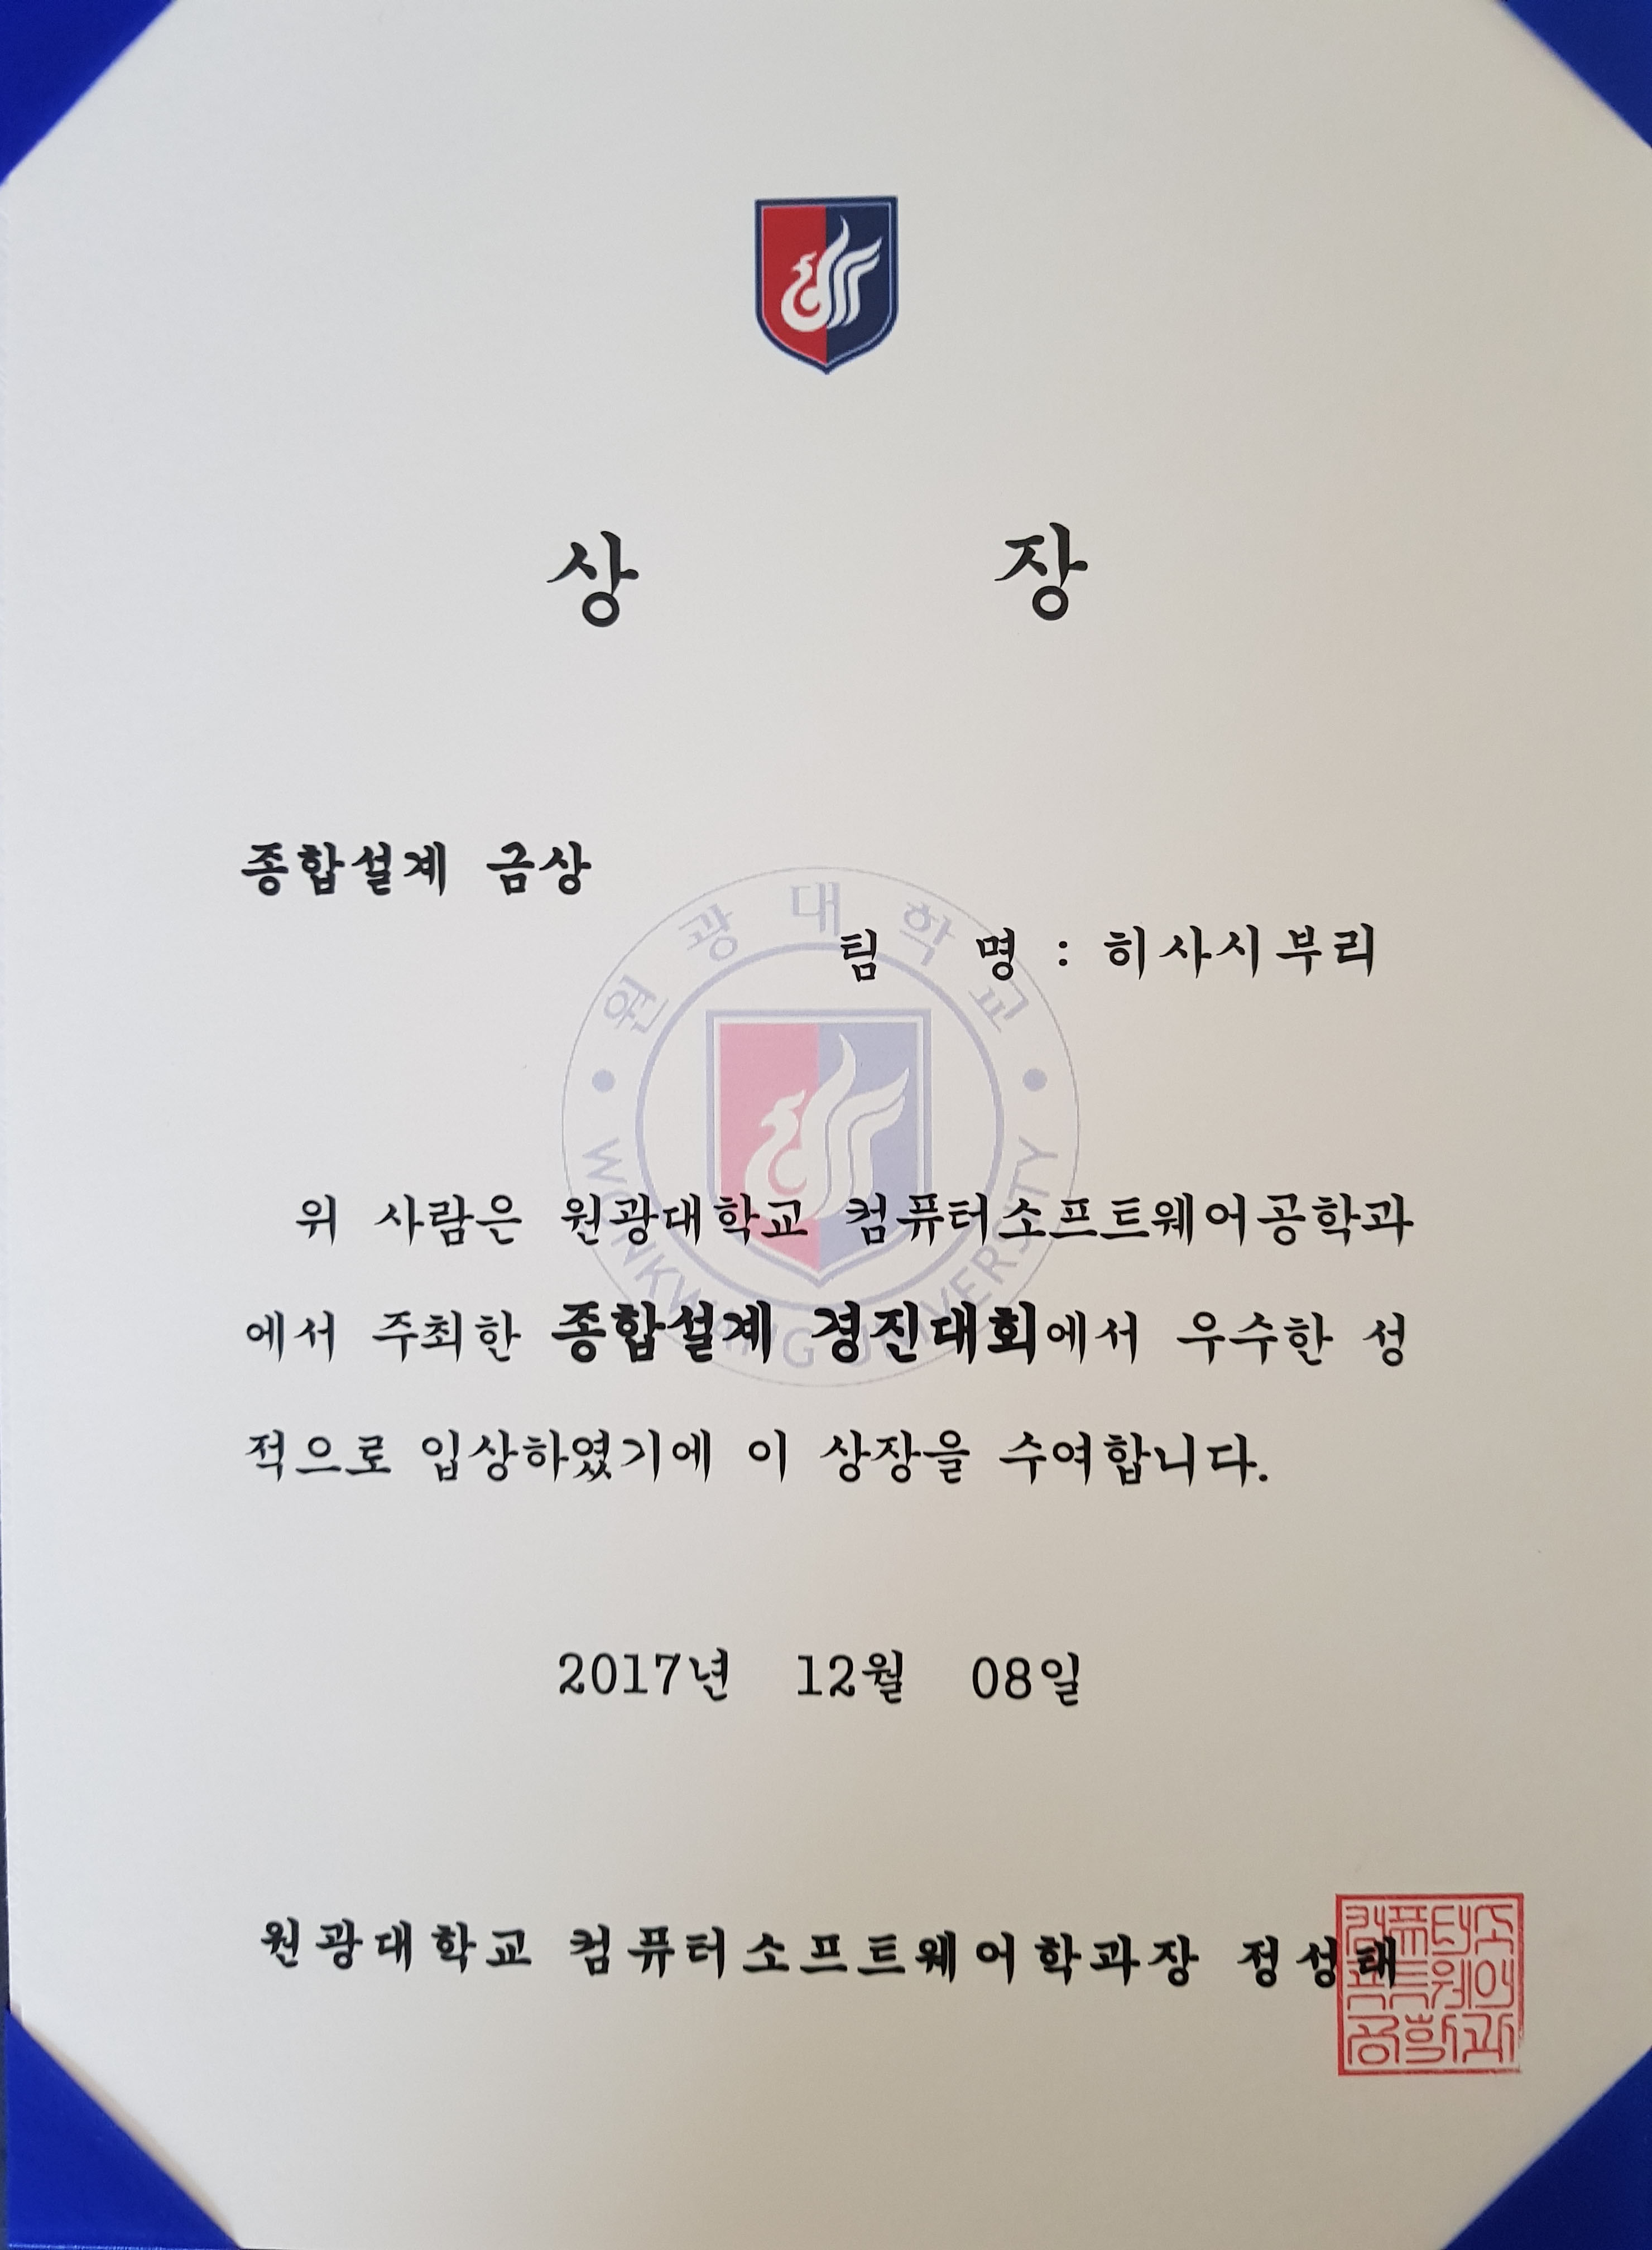 상 장
종합설계 금상
팀 명 : 히사시부리
원광대학교
WONKWANG UNIVERSITY
위 사람은 원광대학교 컴퓨터소프트웨어공학과
에서 주최한 종합설계 경진대회에서 우수한 성
적으로 입상하였기에 이 상장을 수여합니다.
2017년 12월 08일
원광대학교 컴퓨터소프트웨어학과장 정성태
컴퓨터소
프트웨어
공학과